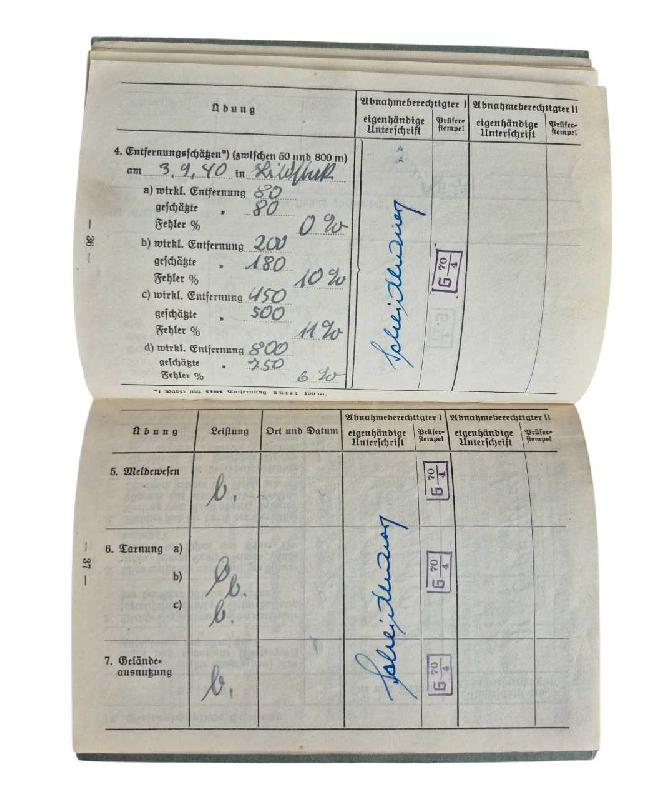 Übung
Abnahmeberechtigter I
Abnahmeberechtigter II
eigenhändige Unterschrift
Prüfer-stempel
eigenhändige Unterschrift
Prüfer-stempel
4. Entfernungsschätzen*) (zwischen 50 und 800 m)
am 3.9.40 in
a) wirkl. Entfernung 80
geschätzte „ 80
Fehler % 0 %
b) wirkl. Entfernung 200
geschätzte „ 180
Fehler % 10 %
c) wirkl. Entfernung 450
geschätzte „ 500
Fehler % 11 %
d) wirkl. Entfernung 800
geschätzte „ 750
Fehler % 6 %
G 70/4
— 36 —
Übung
Leistung
Ort und Datum
Abnahmeberechtigter I
Abnahmeberechtigter II
eigenhändige Unterschrift
Prüfer-stempel
eigenhändige Unterschrift
Prüfer-stempel
5. Meldewesen b.
G 70/4
6. Tarnung a) b.
b) b.
c) b.
G 70/4
7. Gelände-
ausnutzung b.
G 70/4
— 37 —